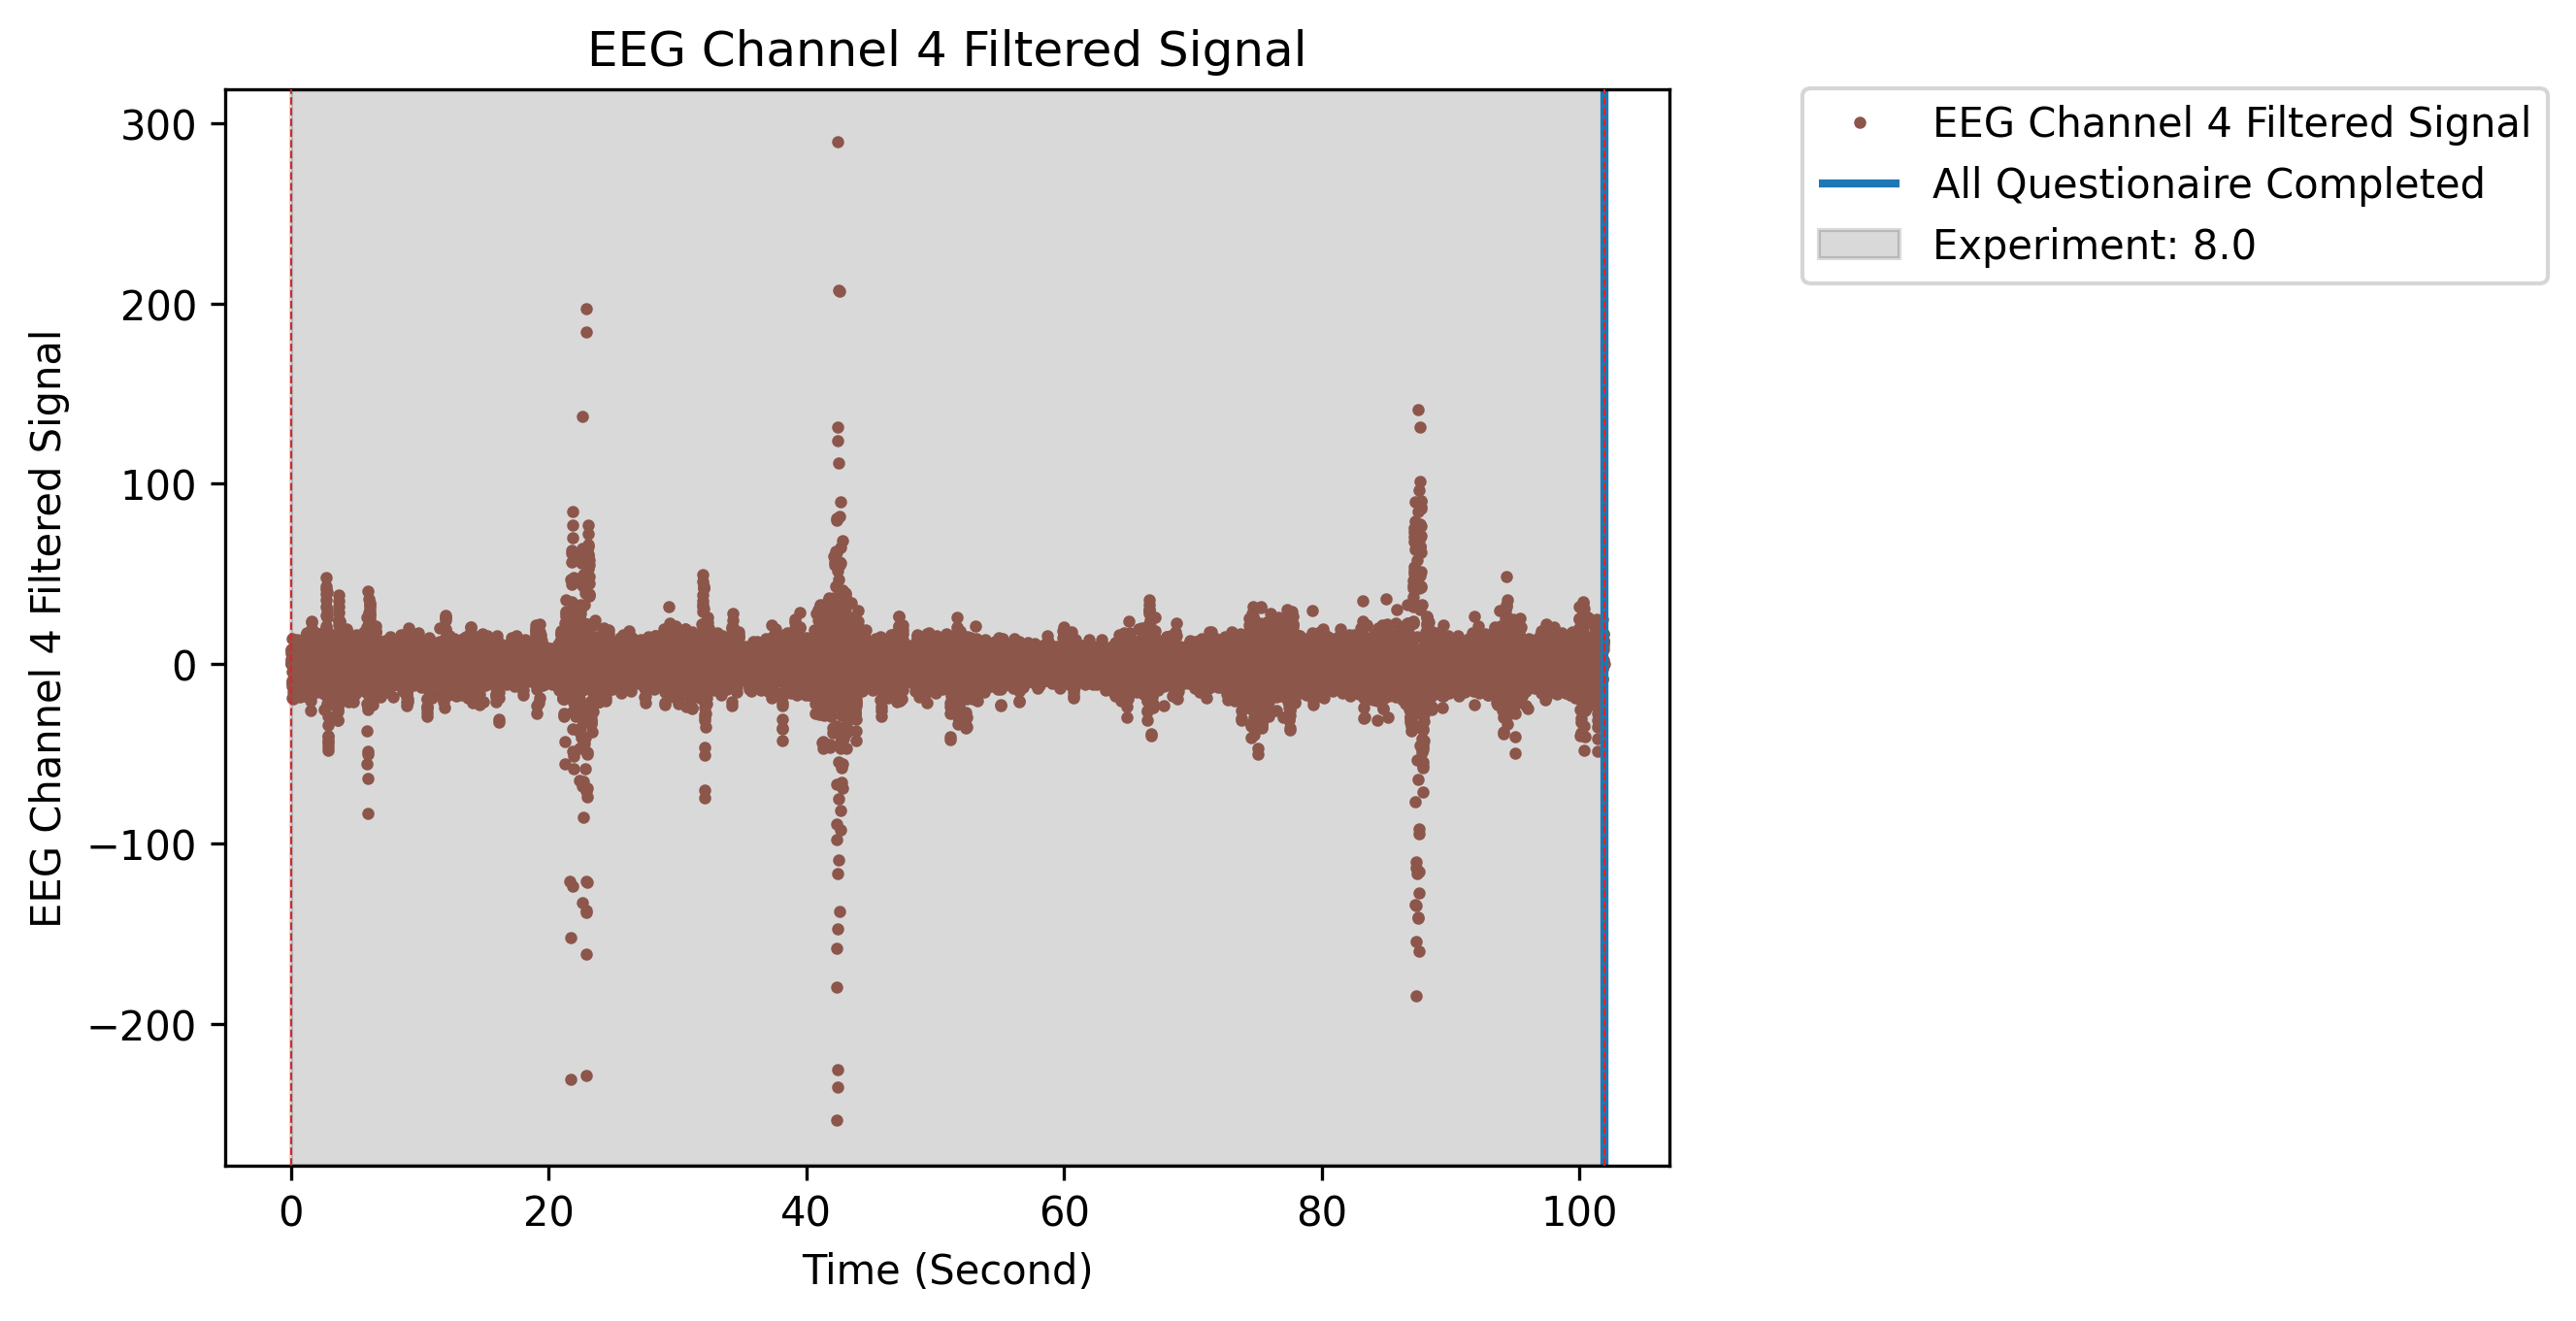 EEG Channel 4 Filtered Signal
EEG Channel 4 Filtered Signal
300
200
100
0
−100
−200
0 20 40 60 80 100
Time (Second)
EEG Channel 4 Filtered Signal
All Questionaire Completed
Experiment: 8.0